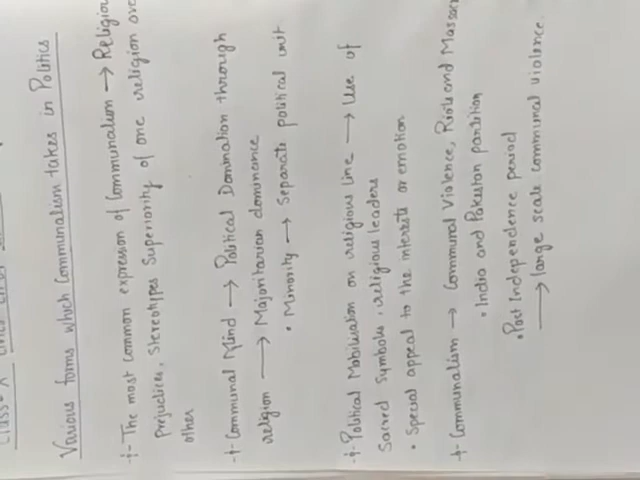 Class-X Civics
Various forms which Communalism takes in Politics
-+- The most common expression of Communalism → Religious
Prejudices, Stereotypes Superiority of one religion over
other
-+- Communal Mind → Political Domination through
religion → Majoritarian dominence
• Minority → Separate political unit
-+- Political Mobilisation on religious line → Use of
Sacred Symbols, religious leaders
• Special appeal to the interests or emotion
-+- Communalism → Communal Violence, Riots and Massacre
• India and Pakistan partition
• Post Independence period
→ large scale communal violence.